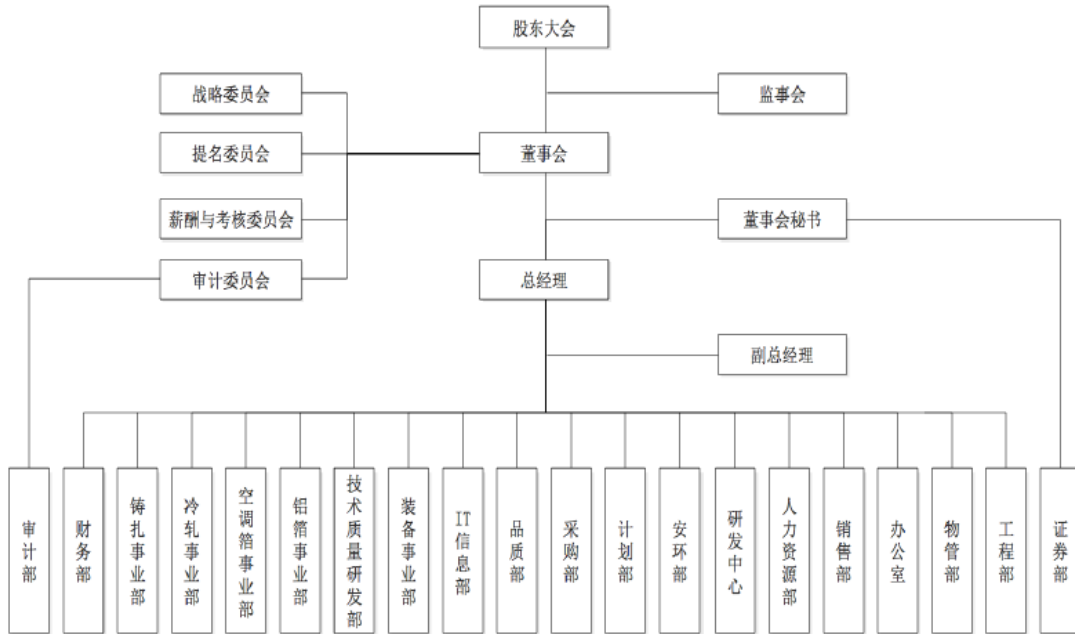 股东大会
战略委员会
监事会
提名委员会
董事会
薪酬与考核委员会
董事会秘书
审计委员会
总经理
副总经理
审计部
财务部
铸扎事业部
冷轧事业部
空调箔事业部
铝箔事业部
技术质量研发部
装备事业部
IT信息部
品质部
采购部
计划部
安环部
研发中心
人力资源部
销售部
办公室
物管部
工程部
证券部